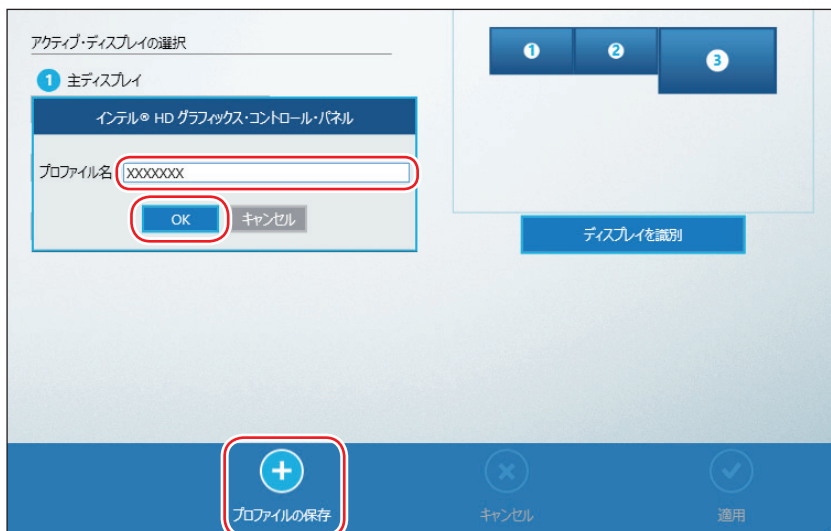 アクティブ・ディスプレイの選択
1 主ディスプレイ
インテル® HD グラフィックス・コントロール・パネル
プロファイル名 XXXXXXX
OK キャンセル
1 2 3
ディスプレイを識別
プロファイルの保存 キャンセル 適用